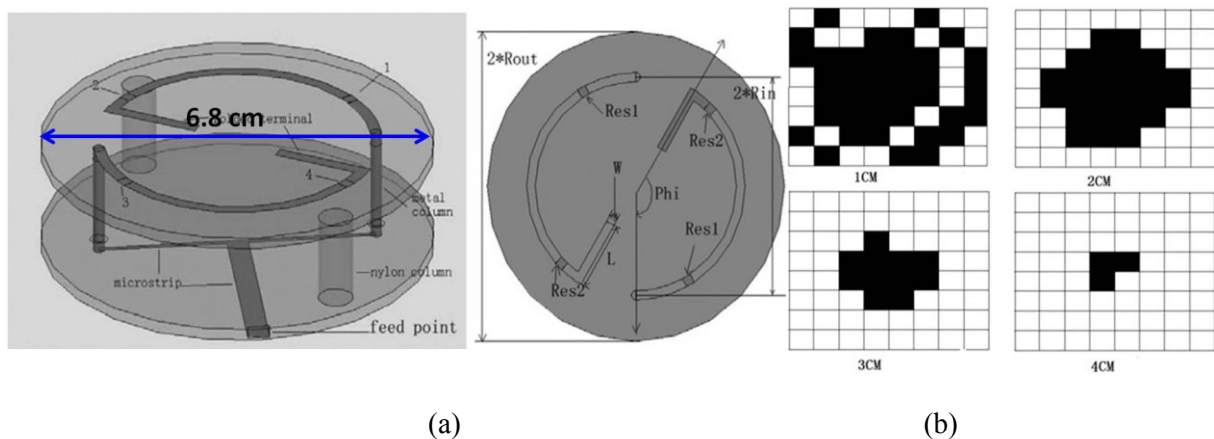 1
2
6.8 cm
terminal
3
4
metal
column
microstrip
nylon column
feed point
2*Rout
Res1
2*Rin
Res2
W
Phi
Res1
L
Res2
1CM
2CM
3CM
4CM
(a)
(b)